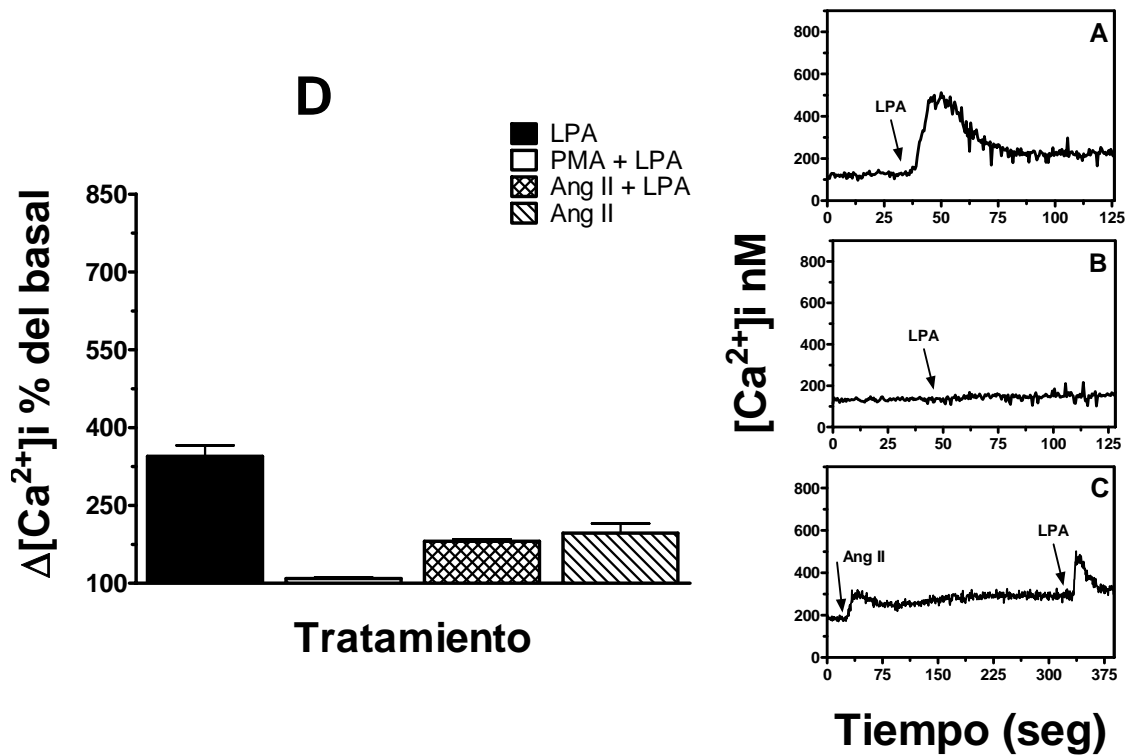 D
LPA
PMA + LPA
Ang II + LPA
Ang II
Δ[Ca²⁺]i % del basal
850
700
550
400
250
100
Tratamiento
[Ca²⁺]i nM
A
LPA
800
600
400
200
0
0 25 50 75 100 125
B
LPA
800
600
400
200
0
0 25 50 75 100 125
C
Ang II
LPA
800
600
400
200
0
0 75 150 225 300 375
Tiempo (seg)